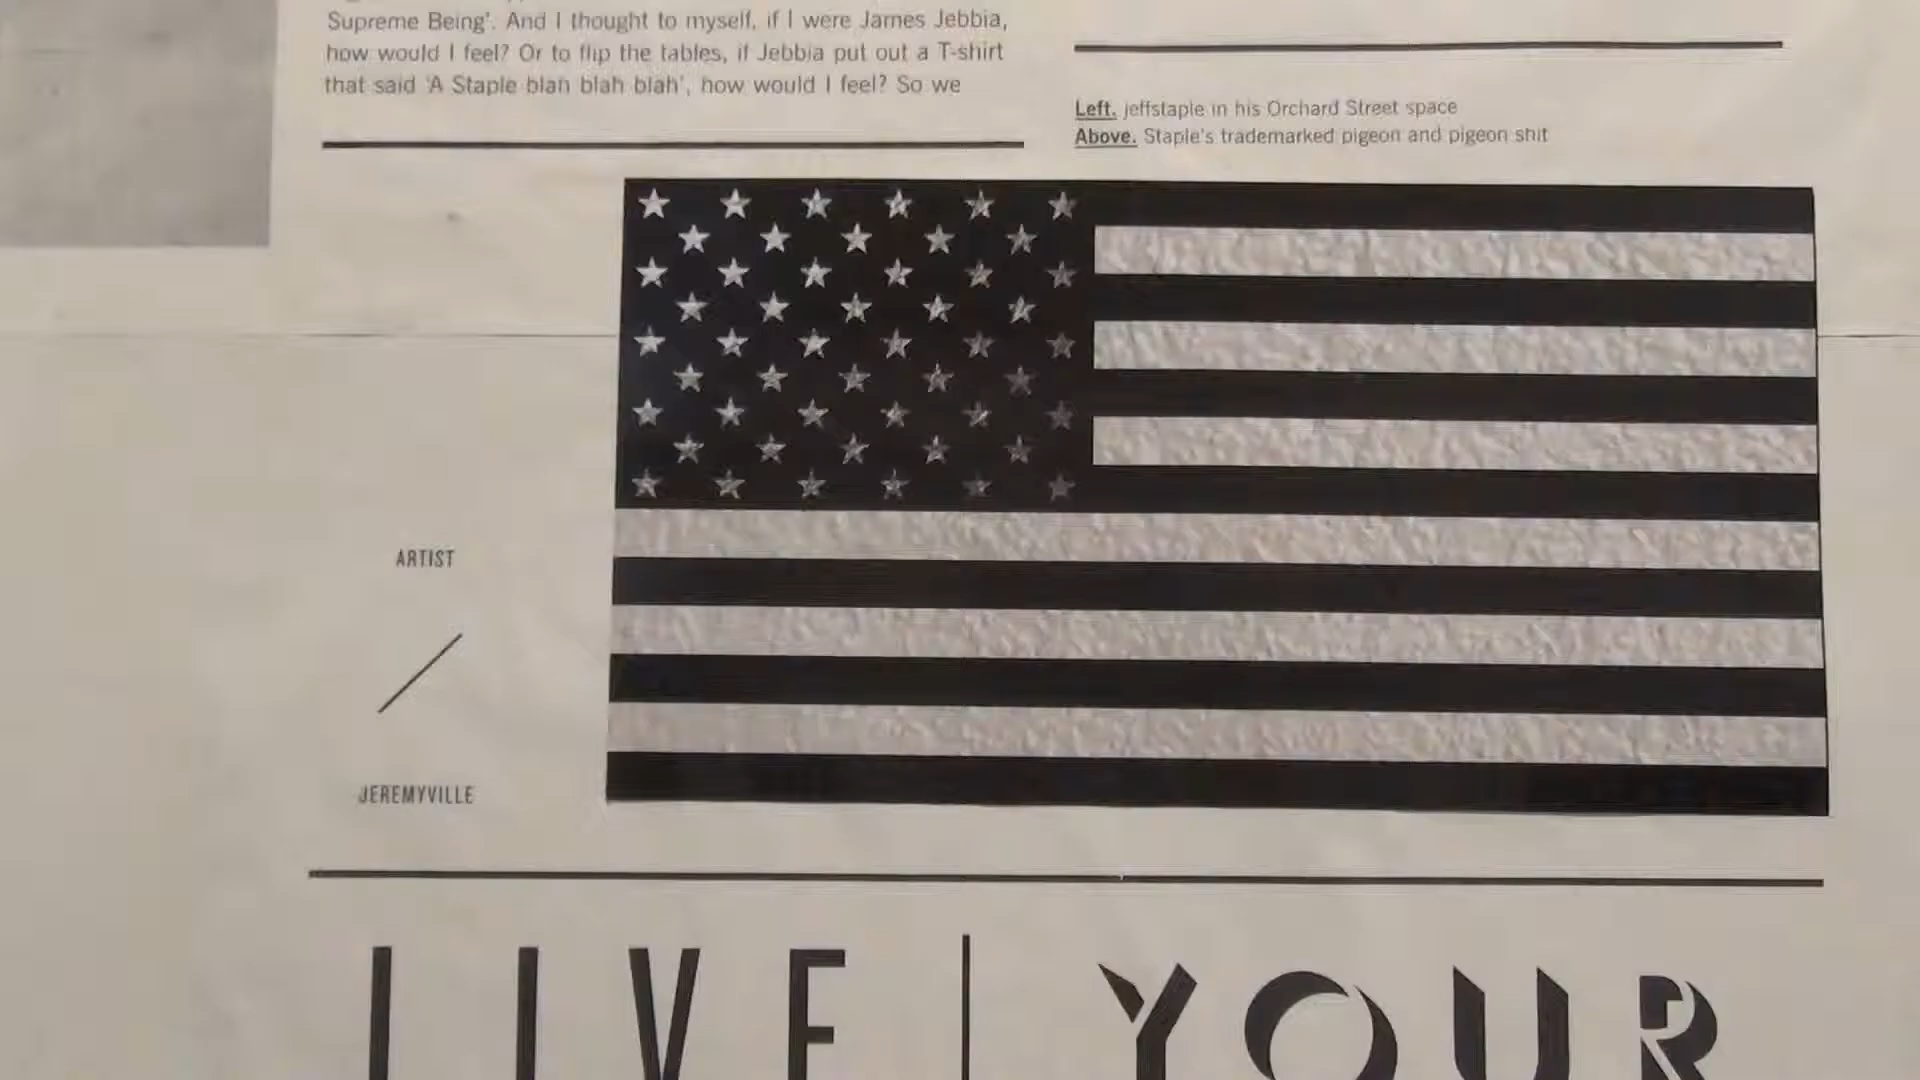 Supreme Being'. And I thought to myself, if I were James Jebbia,
how would I feel? Or to flip the tables, if Jebbia put out a T-shirt
that said 'A Staple blah blah blah', how would I feel? So we
Left. jeffstaple in his Orchard Street space
Above. Staple's trademarked pigeon and pigeon shit
ARTIST
JEREMYVILLE
LIVE YOUR